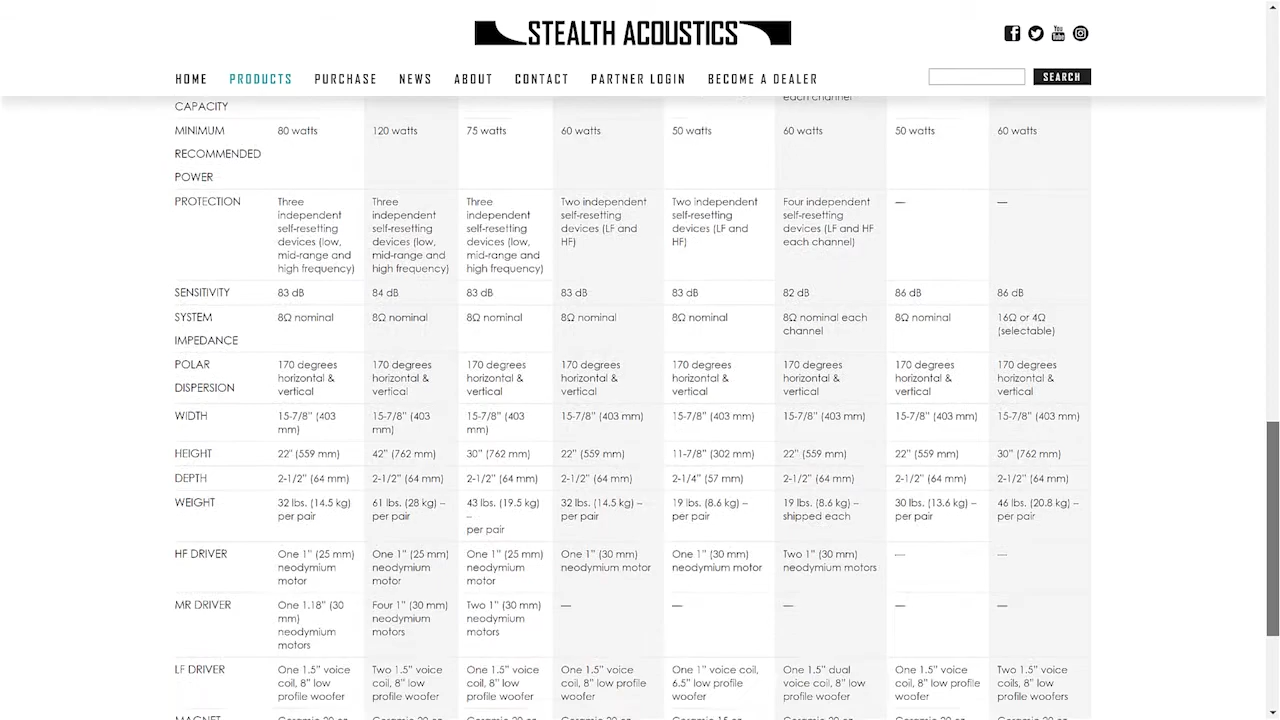 STEALTH ACOUSTICS
HOME PRODUCTS PURCHASE NEWS ABOUT CONTACT PARTNER LOGIN BECOME A DEALER SEARCH
each channel
CAPACITY
MINIMUM 80 watts 120 watts 75 watts 60 watts 50 watts 60 watts 50 watts 60 watts
RECOMMENDED
POWER
PROTECTION Three Three Three Two independent Two independent Four independent — —
independent independent independent self-resetting self-resetting self-resetting
self-resetting self-resetting self-resetting devices (LF and devices (LF and devices (LF and HF
devices (low, devices (low, devices (low, HF) HF) each channel)
mid-range and mid-range and mid-range and
high frequency) high frequency) high frequency)
SENSITIVITY 83 dB 84 dB 83 dB 83 dB 83 dB 82 dB 86 dB 86 dB
SYSTEM 8Ω nominal 8Ω nominal 8Ω nominal 8Ω nominal 8Ω nominal 8Ω nominal each 8Ω nominal 16Ω or 4Ω
channel (selectable)
IMPEDANCE
POLAR 170 degrees 170 degrees 170 degrees 170 degrees 170 degrees 170 degrees 170 degrees 170 degrees
horizontal & horizontal & horizontal & horizontal & horizontal & horizontal & horizontal & horizontal &
DISPERSION vertical vertical vertical vertical vertical vertical vertical vertical
WIDTH 15-7/8" (403 15-7/8" (403 15-7/8" (403 15-7/8" (403 mm) 15-7/8" (403 mm) 15-7/8" (403 mm) 15-7/8" (403 mm) 15-7/8" (403 mm)
mm) mm) mm)
HEIGHT 22" (559 mm) 42" (762 mm) 30" (762 mm) 22" (559 mm) 11-7/8" (302 mm) 22" (559 mm) 22" (559 mm) 30" (762 mm)
DEPTH 2-1/2" (64 mm) 2-1/2" (64 mm) 2-1/2" (64 mm) 2-1/2" (64 mm) 2-1/4" (57 mm) 2-1/2" (64 mm) 2-1/2" (64 mm) 2-1/2" (64 mm)
WEIGHT 32 lbs. (14.5 kg) 61 lbs. (28 kg) – 43 lbs. (19.5 kg) 32 lbs. (14.5 kg) – 19 lbs. (8.6 kg) – 19 lbs. (8.6 kg) – 30 lbs. (13.6 kg) – 46 lbs. (20.8 kg) –
per pair per pair – per pair per pair shipped each per pair per pair
per pair
HF DRIVER One 1" (25 mm) One 1" (25 mm) One 1" (25 mm) One 1" (30 mm) One 1" (30 mm) Two 1" (30 mm) — —
neodymium neodymium neodymium neodymium motor neodymium motor neodymium motors
motor motor motor
MR DRIVER One 1.18" (30 Four 1" (30 mm) Two 1" (30 mm) — — — — —
mm) neodymium neodymium
neodymium motors motors
motors
LF DRIVER One 1.5" voice Two 1.5" voice One 1.5" voice One 1.5" voice One 1" voice coil, One 1.5" dual One 1.5" voice Two 1.5" voice
coil, 8" low coil, 8" low coil, 8" low coil, 8" low profile 6.5" low profile voice coil, 8" low coil, 8" low profile coils, 8" low
profile woofer profile woofer profile woofer woofer woofer profile woofer woofer profile woofer